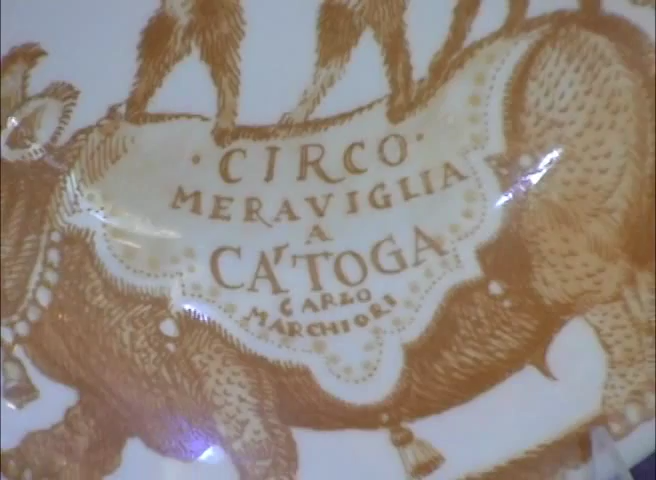 · CIRCO ·
MERAVIGLIA
A
CA'TOGA
CARLO
MARCHIORI